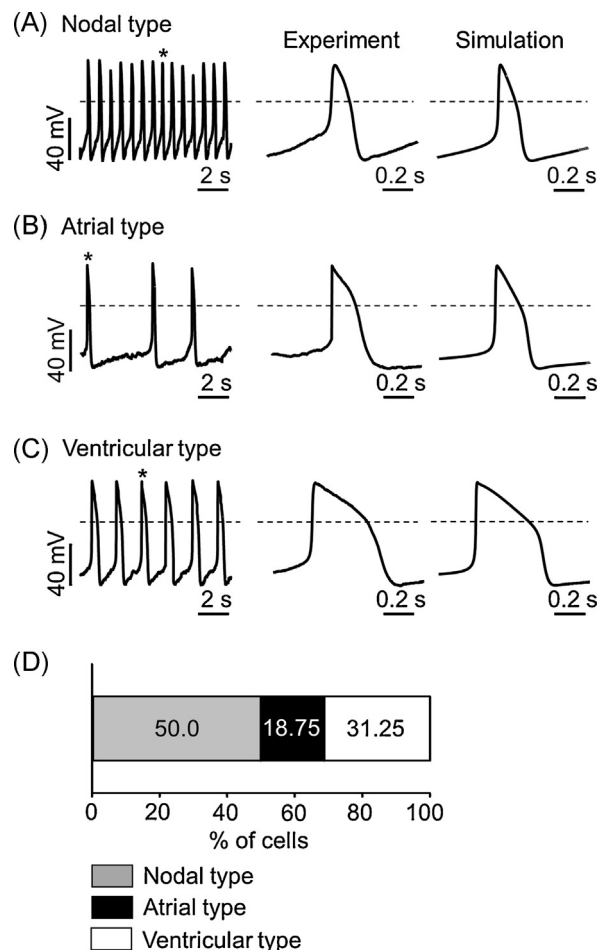 (A) Nodal type
* Experiment Simulation
40 mV
2 s 0.2 s 0.2 s
(B) Atrial type
*
40 mV
2 s 0.2 s 0.2 s
(C) Ventricular type
*
40 mV
2 s 0.2 s 0.2 s
(D)
50.0 18.75 31.25
0 20 40 60 80 100
% of cells
Nodal type
Atrial type
Ventricular type